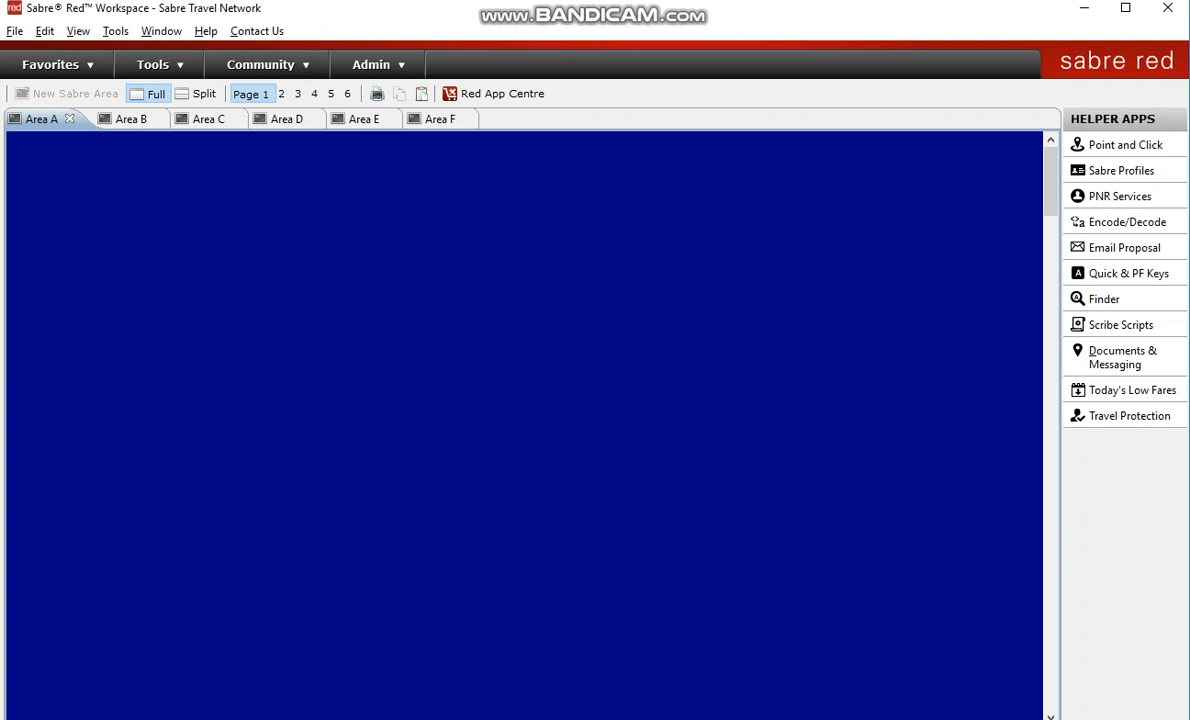 red Sabre® Red™ Workspace - Sabre Travel Network
www.BANDICAM.com
File Edit View Tools Window Help Contact Us
Favorites ▼ Tools ▼ Community ▼ Admin ▼ sabre red
New Sabre Area Full Split Page 1 2 3 4 5 6 Red App Centre
Area A Area B Area C Area D Area E Area F
HELPER APPS
Point and Click
Sabre Profiles
PNR Services
Encode/Decode
Email Proposal
Quick & PF Keys
Finder
Scribe Scripts
Documents &
Messaging
Today's Low Fares
Travel Protection